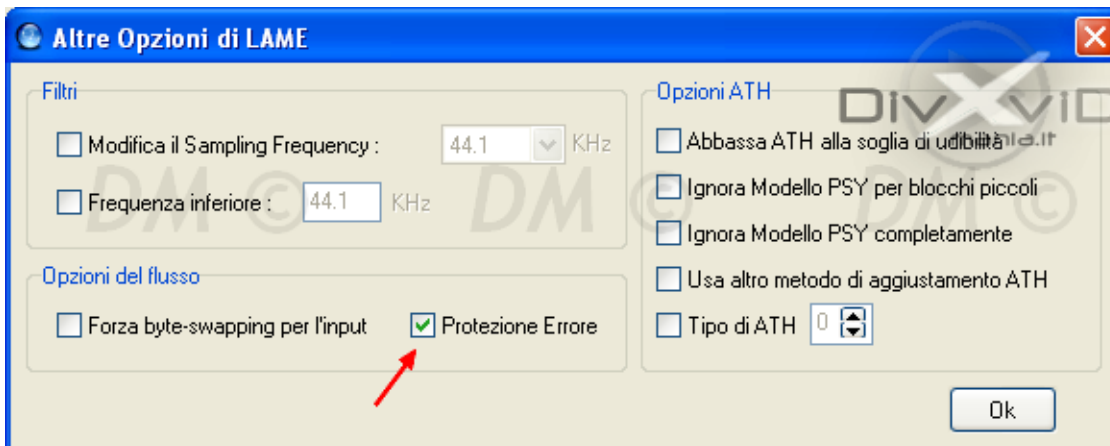 Altre Opzioni di LAME
Filtri
Modifica il Sampling Frequency :
44.1
KHz
Frequenza inferiore :
44.1
KHz
Opzioni del flusso
Forza byte-swapping per l'input
Protezione Errore
Opzioni ATH
Abbassa ATH alla soglia di udibilità
Ignora Modello PSY per blocchi piccoli
Ignora Modello PSY completamente
Usa altro metodo di aggiustamento ATH
Tipo di ATH
0
Ok
DivXviD
DM ©
DM ©
DM ©